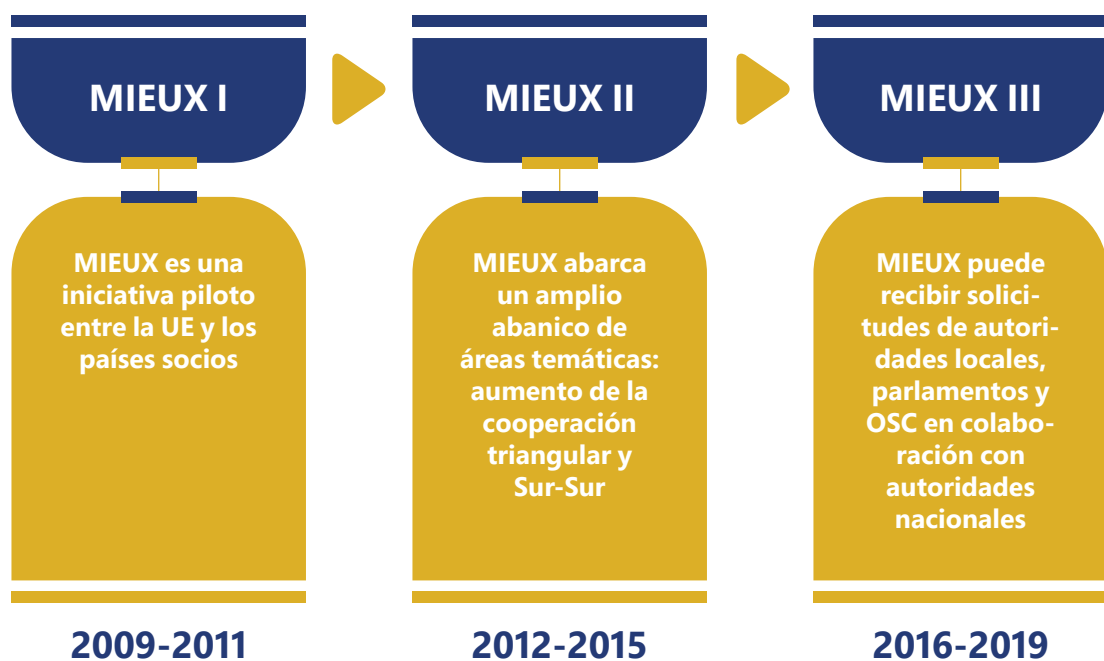 MIEUX I
MIEUX es una
iniciativa piloto
entre la UE y los
países socios
2009-2011
MIEUX II
MIEUX abarca
un amplio
abanico de
áreas temáticas:
aumento de la
cooperación
triangular y
Sur-Sur
2012-2015
MIEUX III
MIEUX puede
recibir solici-
tudes de autori-
dades locales,
parlamentos y
OSC en colabo-
ración con
autoridades
nacionales
2016-2019